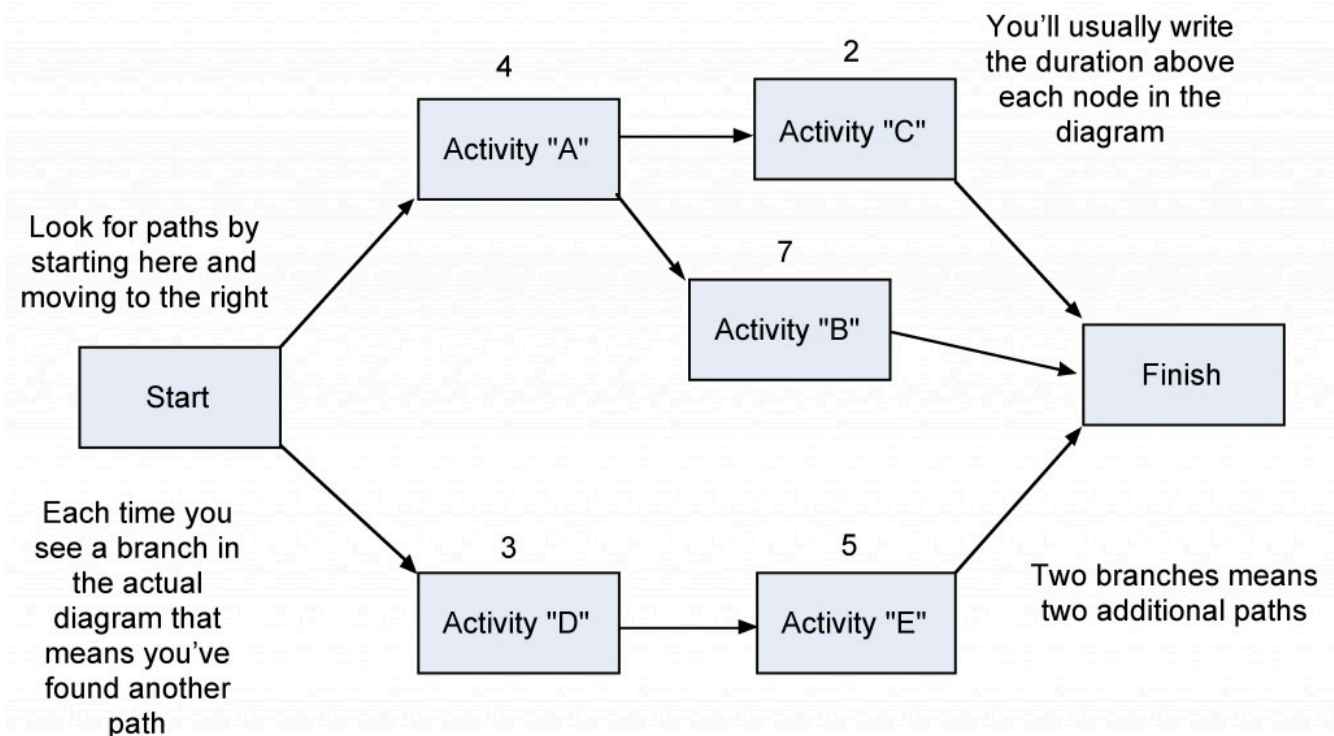 You'll usually write
the duration above
each node in the
diagram
4
2
Activity "A"
Activity "C"
Look for paths by
starting here and
moving to the right
7
Activity "B"
Start
Finish
Each time you
see a branch in
the actual
diagram that
means you've
found another
path
3
5
Activity "D"
Activity "E"
Two branches means
two additional paths